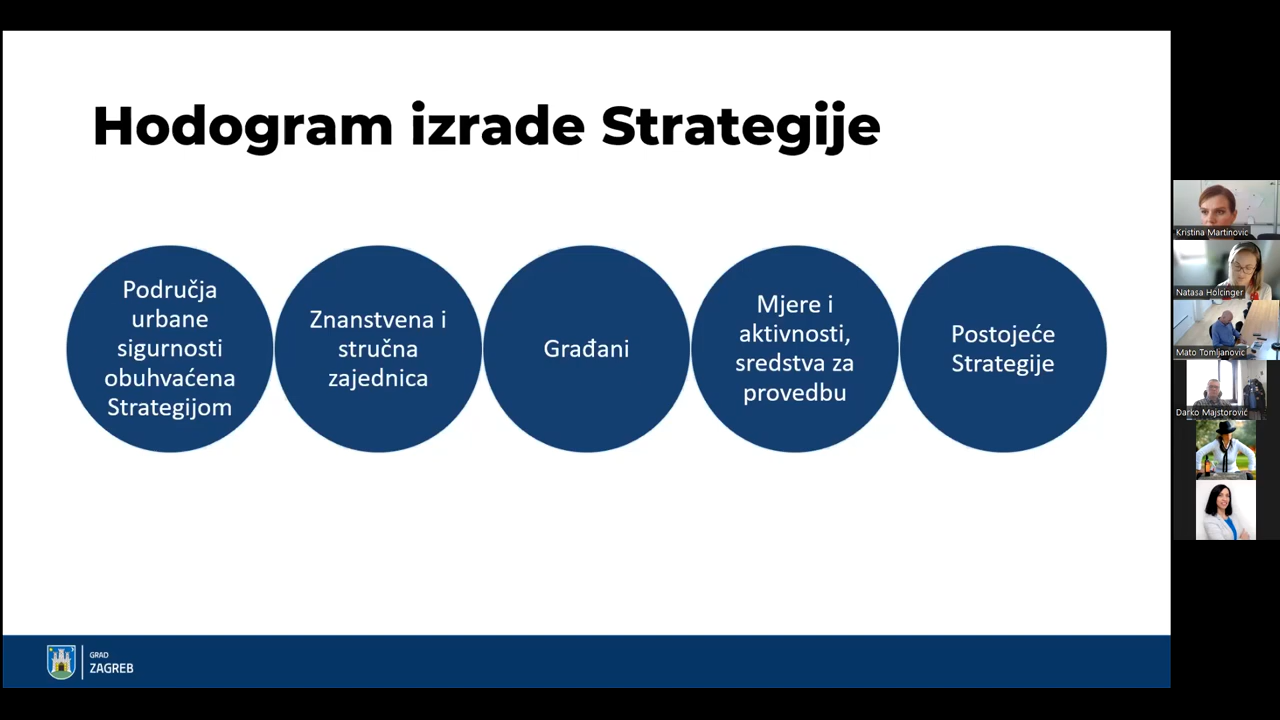 Hodogram izrade Strategije
Područja
urbane
sigurnosti
obuhvaćena
Strategijom
Znanstvena i
stručna
zajednica
Građani
Mjere i
aktivnosti,
sredstva za
provedbu
Postojeće
Strategije
GRAD
ZAGREB
Kristina Martinović
Natasa Holcinger
Mato Tomljanović
Darko Majstorović